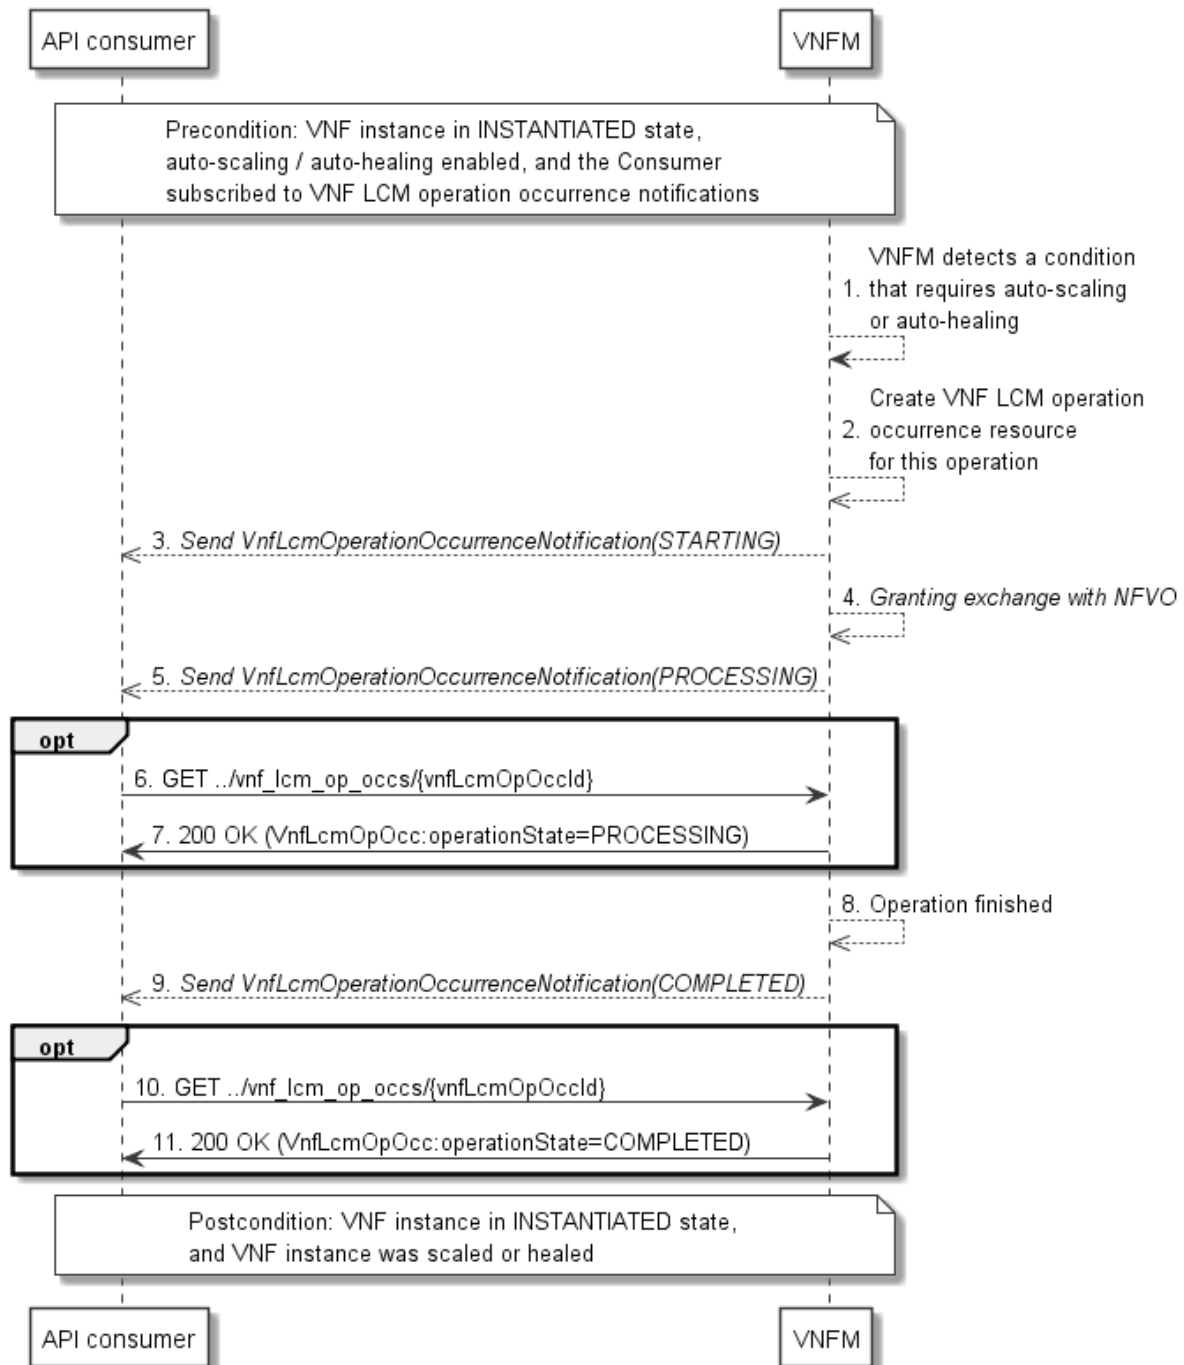 API consumer
VNFM
Precondition: VNF instance in INSTANTIATED state,
auto-scaling / auto-healing enabled, and the Consumer
subscribed to VNF LCM operation occurrence notifications
VNFM detects a condition
1. that requires auto-scaling
or auto-healing
Create VNF LCM operation
2. occurrence resource
for this operation
3. Send VnfLcmOperationOccurrenceNotification(STARTING)
4. Granting exchange with NFVO
5. Send VnfLcmOperationOccurrenceNotification(PROCESSING)
opt
6. GET ../vnf_lcm_op_occs/{vnfLcmOpOccId}
7. 200 OK (VnfLcmOpOcc:operationState=PROCESSING)
8. Operation finished
9. Send VnfLcmOperationOccurrenceNotification(COMPLETED)
opt
10. GET ../vnf_lcm_op_occs/{vnfLcmOpOccId}
11. 200 OK (VnfLcmOpOcc:operationState=COMPLETED)
Postcondition: VNF instance in INSTANTIATED state,
and VNF instance was scaled or healed
API consumer
VNFM